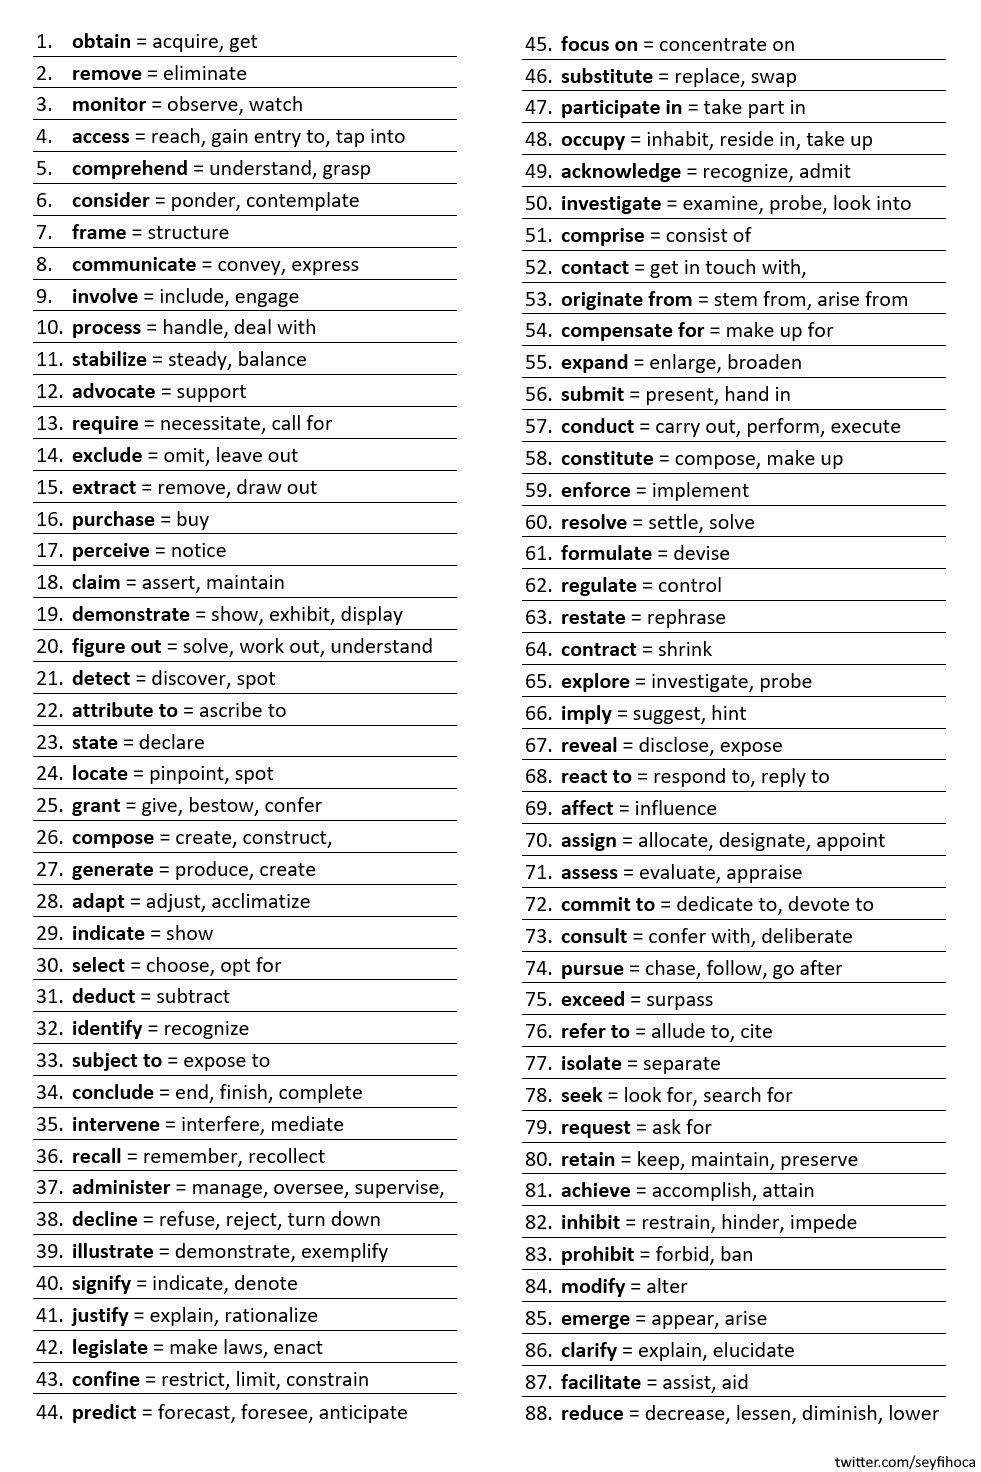 1. obtain = acquire, get
2. remove = eliminate
3. monitor = observe, watch
4. access = reach, gain entry to, tap into
5. comprehend = understand, grasp
6. consider = ponder, contemplate
7. frame = structure
8. communicate = convey, express
9. involve = include, engage
10. process = handle, deal with
11. stabilize = steady, balance
12. advocate = support
13. require = necessitate, call for
14. exclude = omit, leave out
15. extract = remove, draw out
16. purchase = buy
17. perceive = notice
18. claim = assert, maintain
19. demonstrate = show, exhibit, display
20. figure out = solve, work out, understand
21. detect = discover, spot
22. attribute to = ascribe to
23. state = declare
24. locate = pinpoint, spot
25. grant = give, bestow, confer
26. compose = create, construct,
27. generate = produce, create
28. adapt = adjust, acclimatize
29. indicate = show
30. select = choose, opt for
31. deduct = subtract
32. identify = recognize
33. subject to = expose to
34. conclude = end, finish, complete
35. intervene = interfere, mediate
36. recall = remember, recollect
37. administer = manage, oversee, supervise,
38. decline = refuse, reject, turn down
39. illustrate = demonstrate, exemplify
40. signify = indicate, denote
41. justify = explain, rationalize
42. legislate = make laws, enact
43. confine = restrict, limit, constrain
44. predict = forecast, foresee, anticipate
45. focus on = concentrate on
46. substitute = replace, swap
47. participate in = take part in
48. occupy = inhabit, reside in, take up
49. acknowledge = recognize, admit
50. investigate = examine, probe, look into
51. comprise = consist of
52. contact = get in touch with,
53. originate from = stem from, arise from
54. compensate for = make up for
55. expand = enlarge, broaden
56. submit = present, hand in
57. conduct = carry out, perform, execute
58. constitute = compose, make up
59. enforce = implement
60. resolve = settle, solve
61. formulate = devise
62. regulate = control
63. restate = rephrase
64. contract = shrink
65. explore = investigate, probe
66. imply = suggest, hint
67. reveal = disclose, expose
68. react to = respond to, reply to
69. affect = influence
70. assign = allocate, designate, appoint
71. assess = evaluate, appraise
72. commit to = dedicate to, devote to
73. consult = confer with, deliberate
74. pursue = chase, follow, go after
75. exceed = surpass
76. refer to = allude to, cite
77. isolate = separate
78. seek = look for, search for
79. request = ask for
80. retain = keep, maintain, preserve
81. achieve = accomplish, attain
82. inhibit = restrain, hinder, impede
83. prohibit = forbid, ban
84. modify = alter
85. emerge = appear, arise
86. clarify = explain, elucidate
87. facilitate = assist, aid
88. reduce = decrease, lessen, diminish, lower
twitter.com/seyfihoca